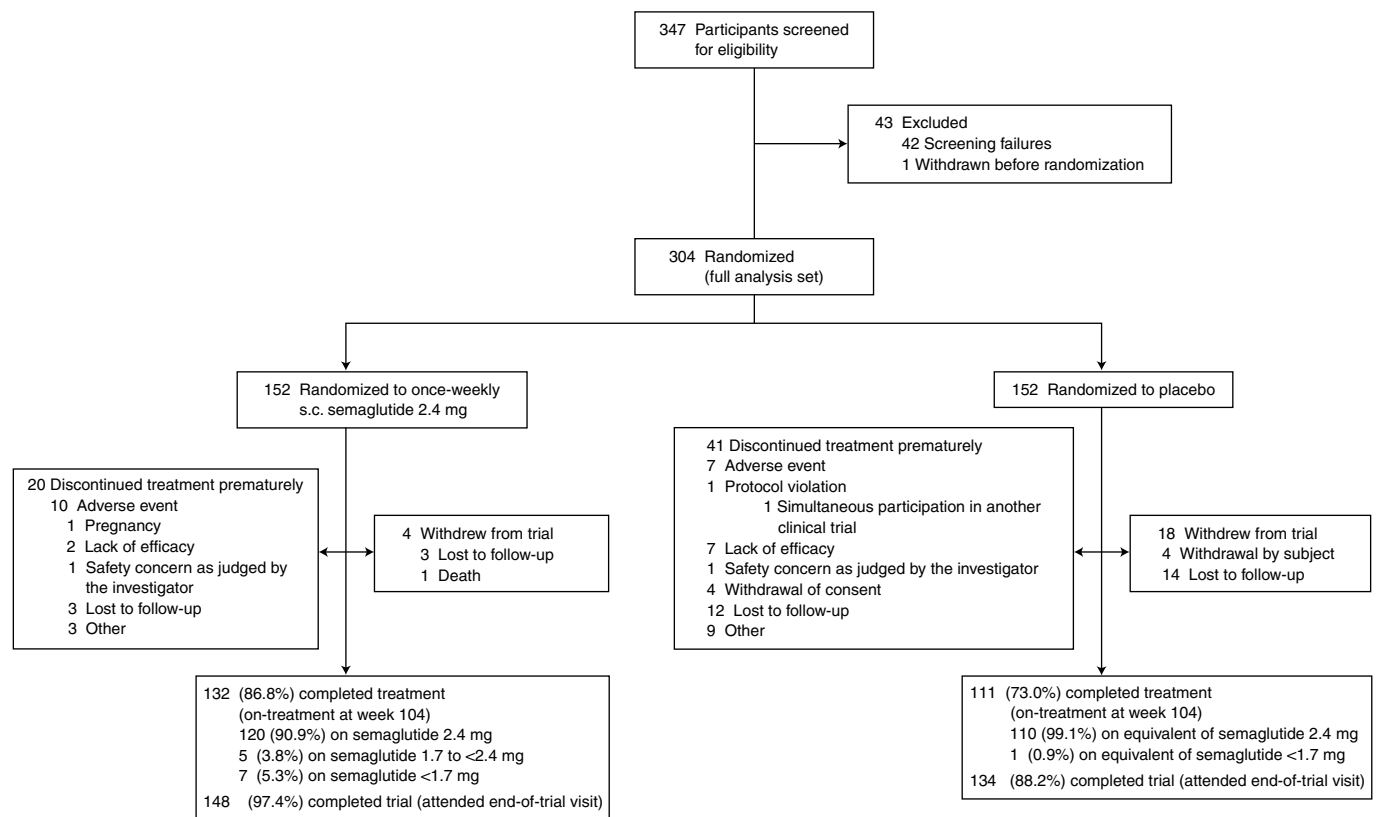 347 Participants screened
for eligibility
43 Excluded
42 Screening failures
1 Withdrawn before randomization
304 Randomized
(full analysis set)
152 Randomized to once-weekly
s.c. semaglutide 2.4 mg
152 Randomized to placebo
20 Discontinued treatment prematurely
10 Adverse event
1 Pregnancy
2 Lack of efficacy
1 Safety concern as judged by
the investigator
3 Lost to follow-up
3 Other
4 Withdrew from trial
3 Lost to follow-up
1 Death
41 Discontinued treatment prematurely
7 Adverse event
1 Protocol violation
1 Simultaneous participation in another
clinical trial
7 Lack of efficacy
1 Safety concern as judged by the investigator
4 Withdrawal of consent
12 Lost to follow-up
9 Other
18 Withdrew from trial
4 Withdrawal by subject
14 Lost to follow-up
132 (86.8%) completed treatment
(on-treatment at week 104)
120 (90.9%) on semaglutide 2.4 mg
5 (3.8%) on semaglutide 1.7 to <2.4 mg
7 (5.3%) on semaglutide <1.7 mg
148 (97.4%) completed trial (attended end-of-trial visit)
111 (73.0%) completed treatment
(on-treatment at week 104)
110 (99.1%) on equivalent of semaglutide 2.4 mg
1 (0.9%) on equivalent of semaglutide <1.7 mg
134 (88.2%) completed trial (attended end-of-trial visit)